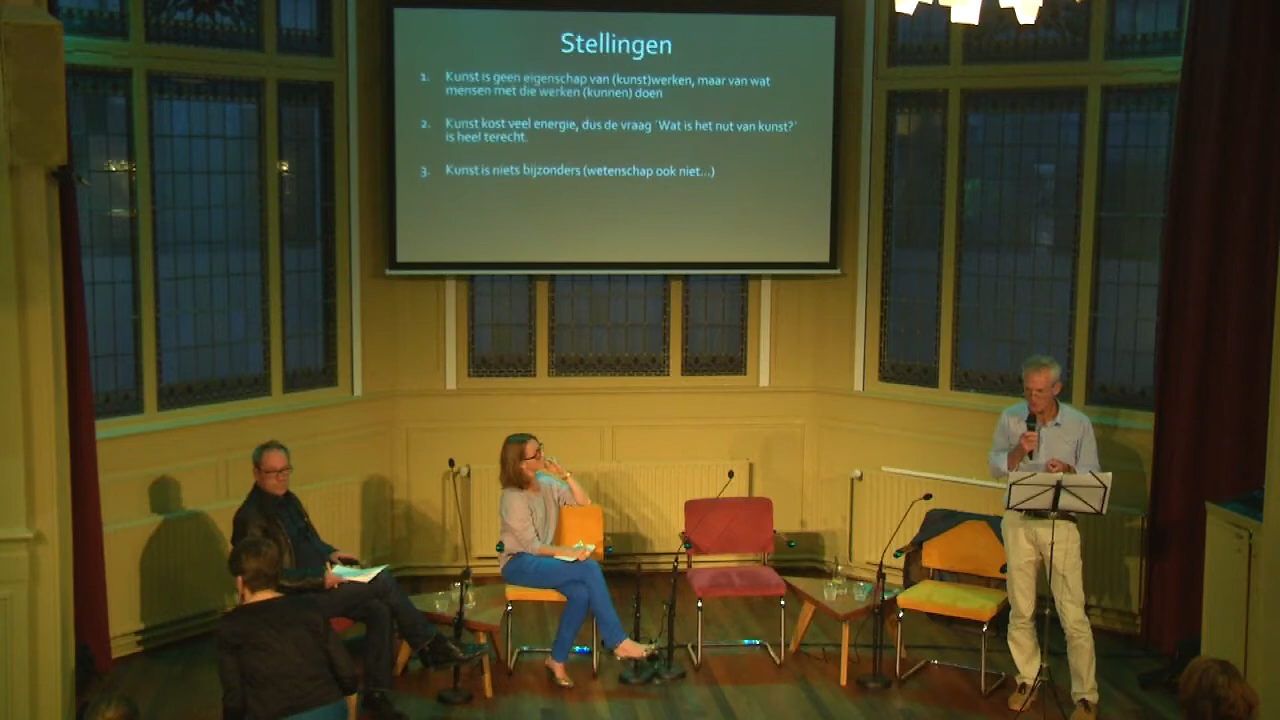 Stellingen
1. Kunst is geen eigenschap van (kunst)werken, maar van wat
mensen met die werken (kunnen) doen
2. Kunst kost veel energie, dus de vraag ‘Wat is het nut van kunst?’
is heel terecht.
3. Kunst is niets bijzonders (wetenschap ook niet...)